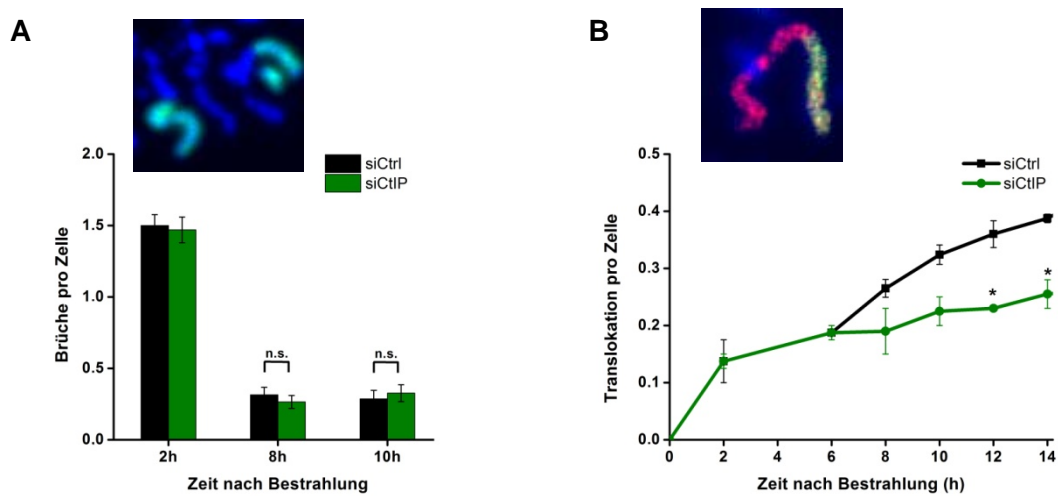 A
2.0
1.5
1.0
0.5
0.0
Brüche pro Zelle
siCtrl
siCtIP
n.s.
n.s.
2h
8h
10h
Zeit nach Bestrahlung
B
0.5
0.4
0.3
0.2
0.1
0.0
Translokation pro Zelle
siCtrl
siCtIP
*
*
0
2
4
6
8
10
12
14
Zeit nach Bestrahlung (h)